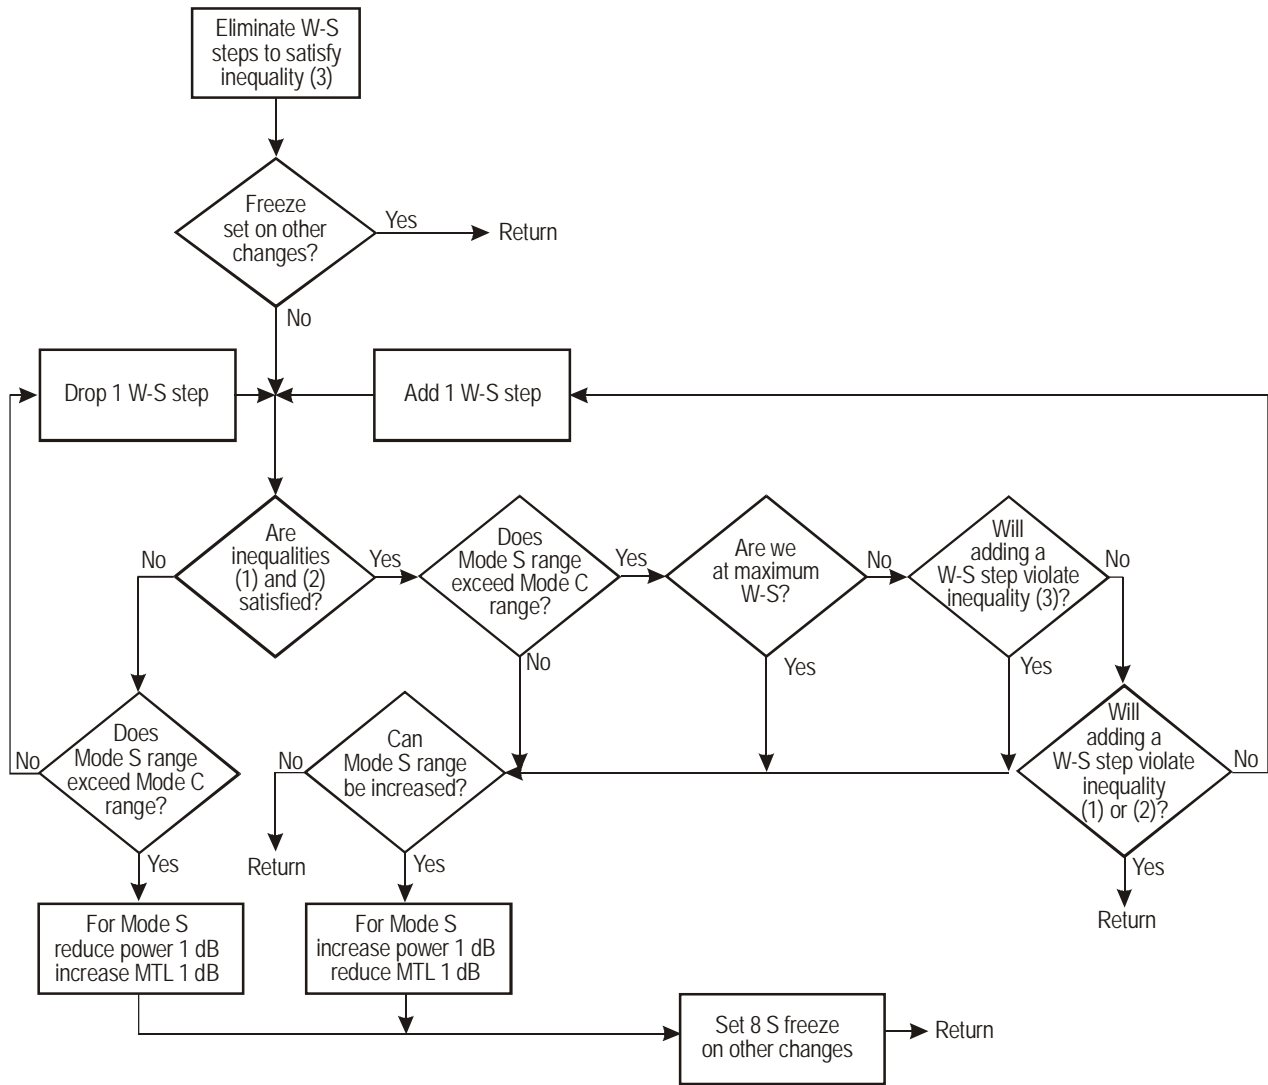 Eliminate W-S
steps to satisfy
inequality (3)
Freeze
set on other
changes?
Yes
Return
No
Drop 1 W-S step
Add 1 W-S step
Are
inequalities
(1) and (2)
satisfied?
No
Yes
Does
Mode S range
exceed Mode C
range?
Yes
No
Are we
at maximum
W-S?
No
Yes
Will
adding a
W-S step violate
inequality (3)?
No
Yes
Does
Mode S range
exceed Mode C
range?
No
Yes
Can
Mode S range
be increased?
No
Return
Yes
Will
adding a
W-S step violate
inequality
(1) or (2)?
No
Yes
Return
For Mode S
reduce power 1 dB
increase MTL 1 dB
For Mode S
increase power 1 dB
reduce MTL 1 dB
Set 8 S freeze
on other changes
Return